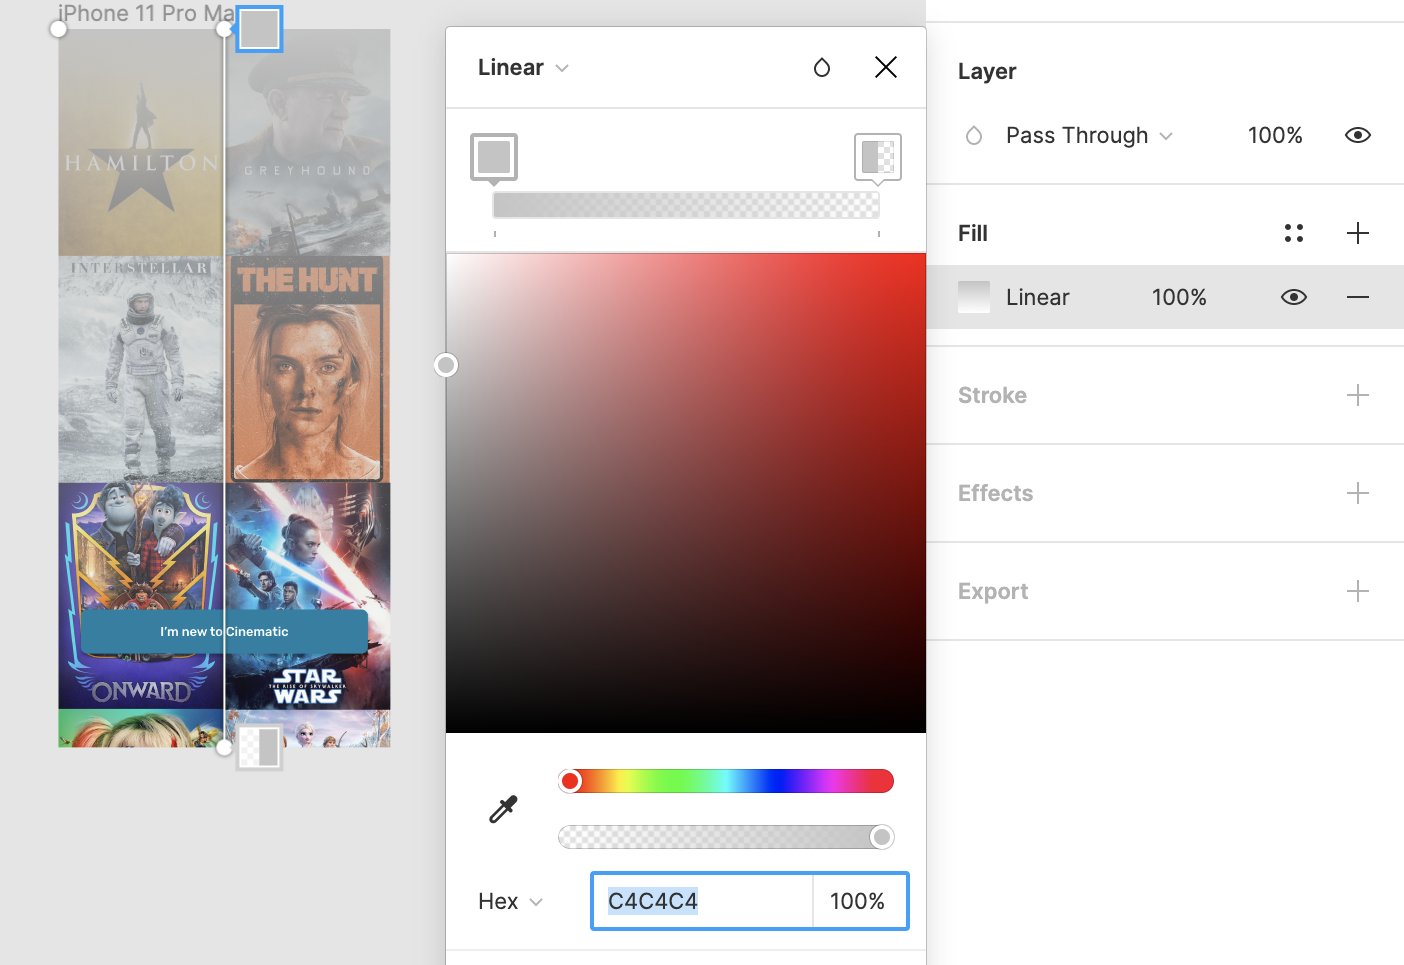 iPhone 11 Pro Ma
HAMILTON
GREYHOUND
INTERSTELLAR
THE HUNT
I'm new to Cinematic
ONWARD
STAR
THE RISE OF SKYWALKER
WARS
Linear
Hex
C4C4C4
100%
Layer
Pass Through
100%
Fill
Linear
100%
Stroke
Effects
Export